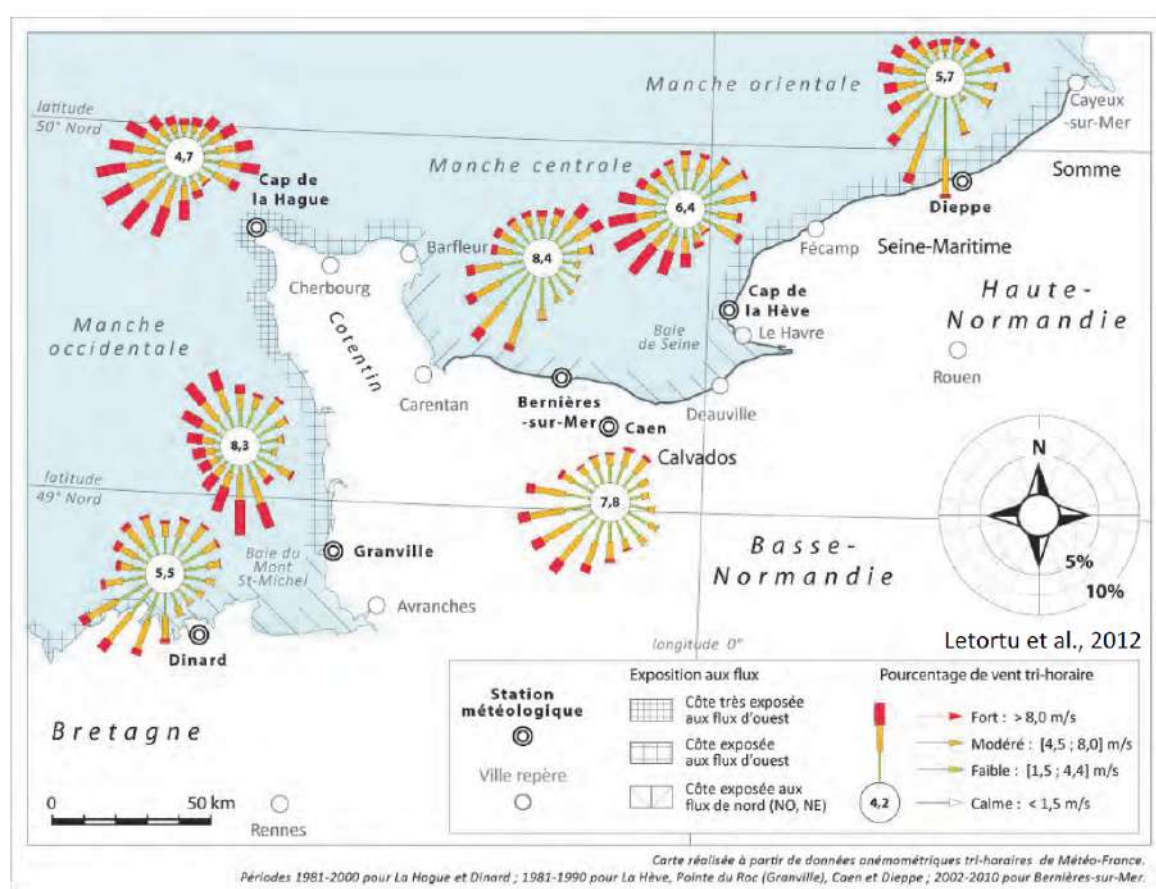 Manche orientale
5,7
Cayeux
-sur-Mer
latitude
50° Nord
4,7
Manche centrale
Somme
Cap de
la Hague
6,4
Dieppe
Barfleur
8,4
Fécamp
Seine-Maritime
Cherbourg
Haute-
Normandie
Cap de
la Hève
Manche
occidentale
Cotentin
Baie
de Seine
Le Havre
Rouen
Carentan
Bernières
-sur-Mer
Deauville
Caen
8,3
Calvados
N
latitude
49° Nord
7,8
Granville
Basse-
Normandie
Baie du
Mont
St-Michel
5,5
5%
10%
Avranches
Dinard
longitude 0°
Letortu et al., 2012
Bretagne
0 50 km
Rennes
Station
météologique
Ville repère
Exposition aux flux
Côte très exposée
aux flux d'ouest
Côte exposée
aux flux d'ouest
Côte exposée aux
flux de nord (NO, NE)
Pourcentage de vent tri-horaire
4,2
Fort : > 8,0 m/s
Modéré : [4,5 ; 8,0] m/s
Faible : [1,5 ; 4,4] m/s
Calme : < 1,5 m/s
Carte réalisée à partir de données anémométriques tri-horaires de Météo-France.
Périodes 1981-2000 pour La Hague et Dinard ; 1981-1990 pour La Hève, Pointe du Roc (Granville), Caen et Dieppe ; 2002-2010 pour Bernières-sur-Mer.